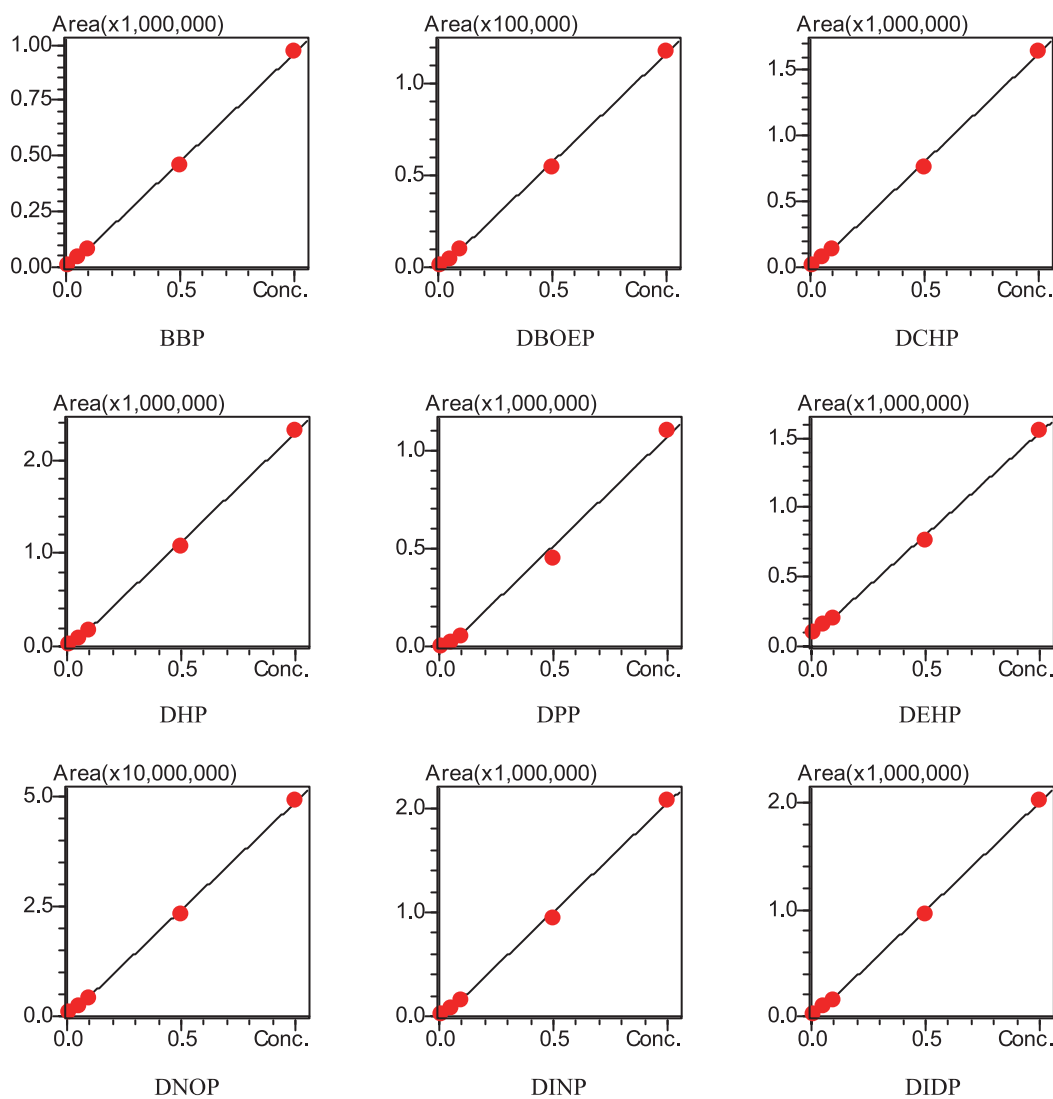 Area(x1,000,000)
1.00
0.75
0.50
0.25
0.00
0.0 0.5 Conc.
BBP
Area(x100,000)
1.0
0.5
0.0
0.0 0.5 Conc.
DBOEP
Area(x1,000,000)
1.5
1.0
0.5
0.0
0.0 0.5 Conc.
DCHP
Area(x1,000,000)
2.0
1.0
0.0
0.0 0.5 Conc.
DHP
Area(x1,000,000)
1.0
0.5
0.0
0.0 0.5 Conc.
DPP
Area(x1,000,000)
1.5
1.0
0.5
0.0
0.0 0.5 Conc.
DEHP
Area(x10,000,000)
5.0
2.5
0.0
0.0 0.5 Conc.
DNOP
Area(x1,000,000)
2.0
1.0
0.0
0.0 0.5 Conc.
DINP
Area(x1,000,000)
2.0
1.0
0.0
0.0 0.5 Conc.
DIDP